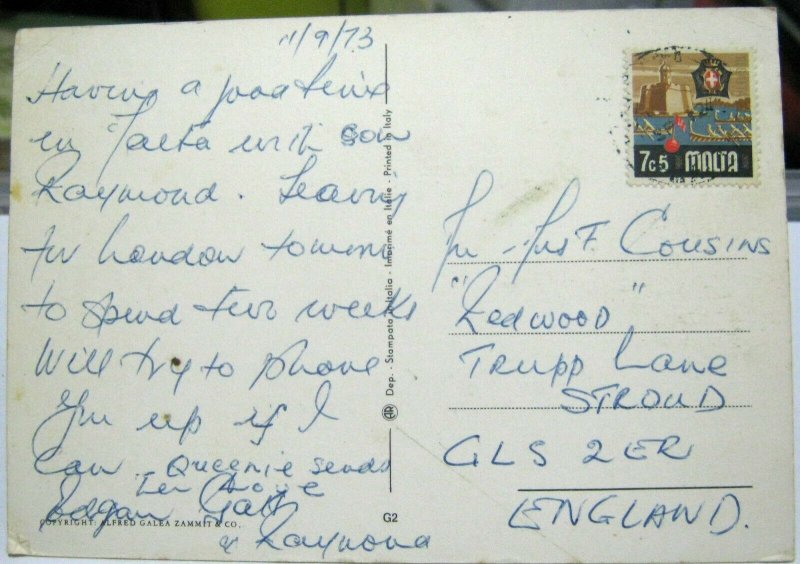 11/9/73
Having a good time
in Malta with son
Raymond. Leaving
for London tomorrow
to spend two weeks
Will try to phone
you up if I
can. Queenie sends
her love
Edgar
& Raymond
COPYRIGHT: ALFRED GALEA ZAMMIT & CO.
G2
Dep. - Stampato in Italia - Imprimé en Italie - Printed in Italy
7c5 MALTA
F. COUSINS
"Redwood"
TRUPP Lane
STROUD
GLS 2ER
ENGLAND.